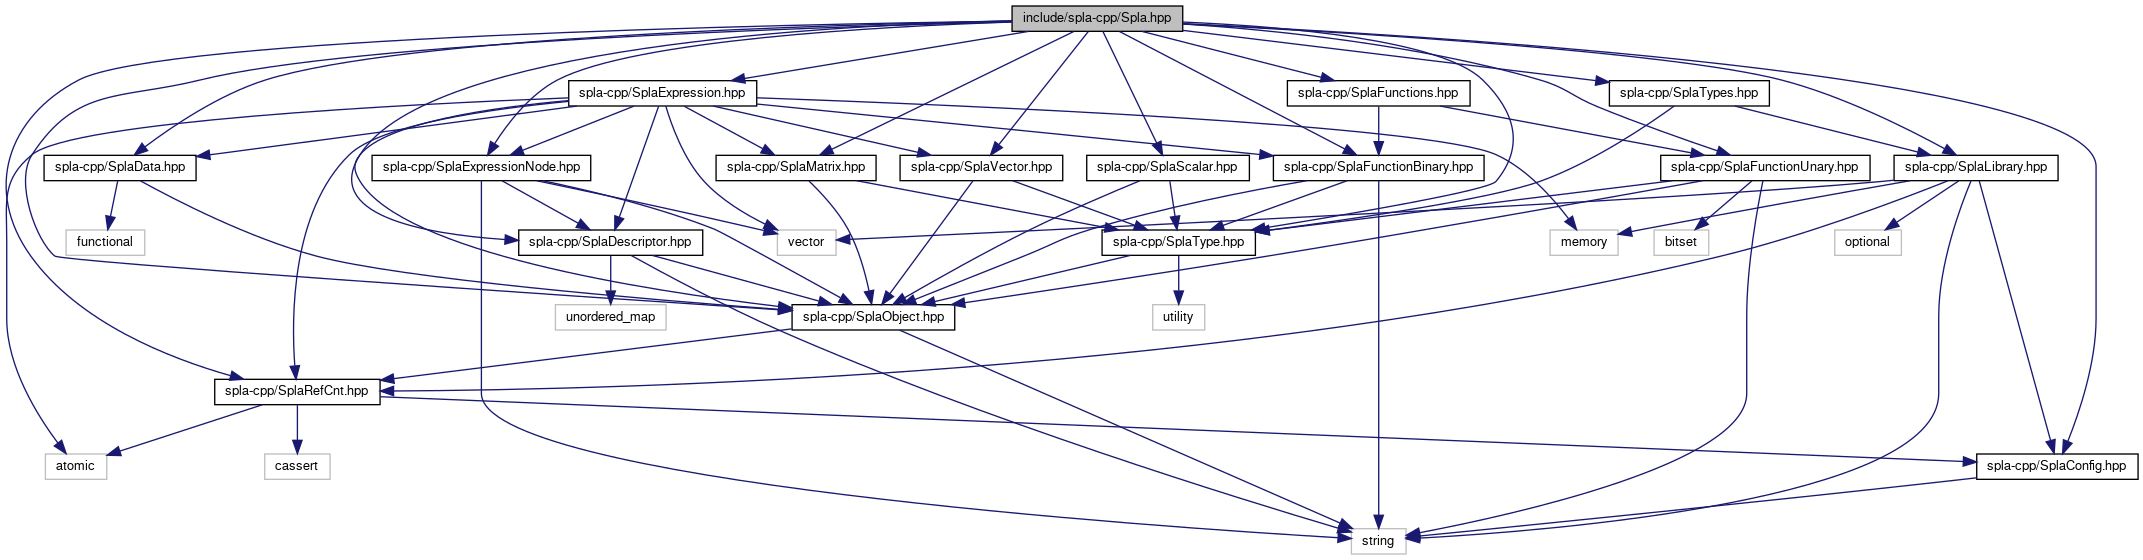 include/spla-cpp/Spla.hpp
spla-cpp/SplaExpression.hpp
spla-cpp/SplaFunctions.hpp
spla-cpp/SplaTypes.hpp
spla-cpp/SplaData.hpp
spla-cpp/SplaExpressionNode.hpp
spla-cpp/SplaMatrix.hpp
spla-cpp/SplaVector.hpp
spla-cpp/SplaScalar.hpp
spla-cpp/SplaFunctionBinary.hpp
spla-cpp/SplaFunctionUnary.hpp
spla-cpp/SplaLibrary.hpp
functional
spla-cpp/SplaDescriptor.hpp
vector
spla-cpp/SplaType.hpp
memory
bitset
optional
unordered_map
spla-cpp/SplaObject.hpp
utility
spla-cpp/SplaRefCnt.hpp
atomic
cassert
spla-cpp/SplaConfig.hpp
string